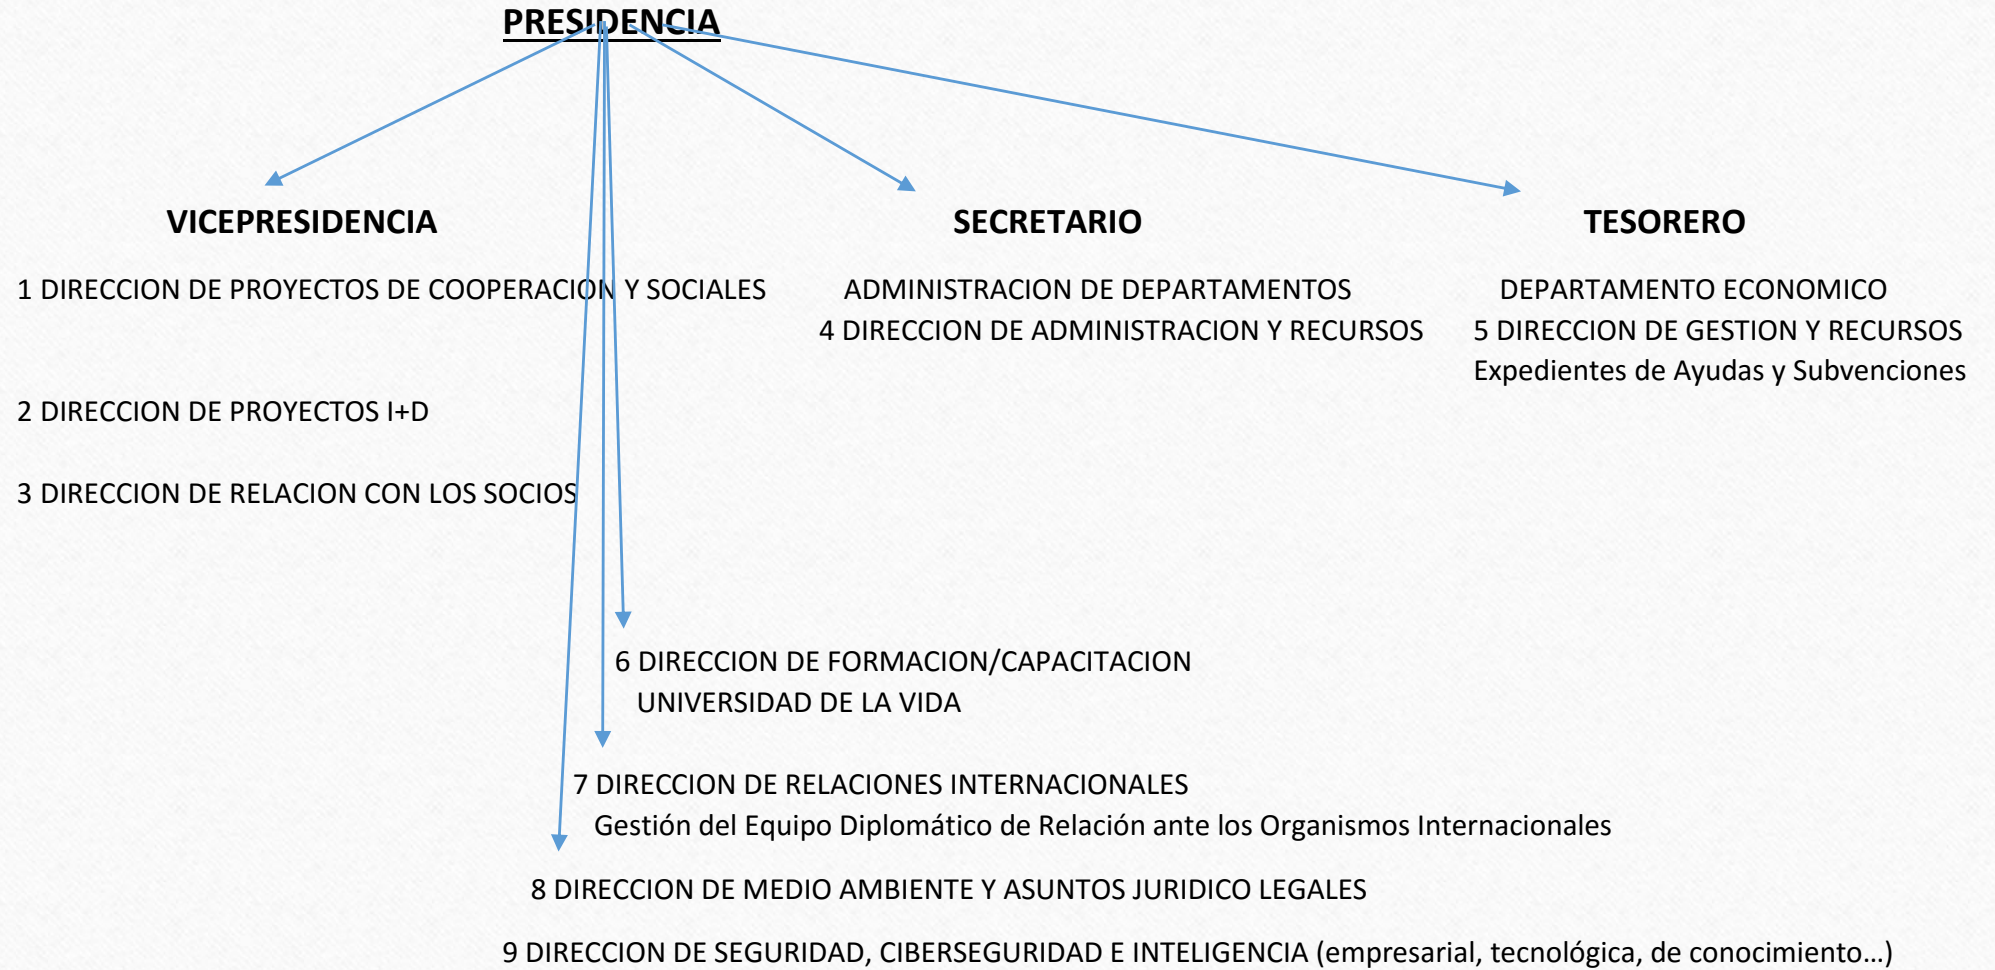 PRESIDENCIA
VICEPRESIDENCIA
SECRETARIO
TESORERO
1 DIRECCION DE PROYECTOS DE COOPERACION Y SOCIALES
ADMINISTRACION DE DEPARTAMENTOS
DEPARTAMENTO ECONOMICO
4 DIRECCION DE ADMINISTRACION Y RECURSOS
5 DIRECCION DE GESTION Y RECURSOS
Expedientes de Ayudas y Subvenciones
2 DIRECCION DE PROYECTOS I+D
3 DIRECCION DE RELACION CON LOS SOCIOS
6 DIRECCION DE FORMACION/CAPACITACION
UNIVERSIDAD DE LA VIDA
7 DIRECCION DE RELACIONES INTERNACIONALES
Gestión del Equipo Diplomático de Relación ante los Organismos Internacionales
8 DIRECCION DE MEDIO AMBIENTE Y ASUNTOS JURIDICO LEGALES
9 DIRECCION DE SEGURIDAD, CIBERSEGURIDAD E INTELIGENCIA (empresarial, tecnológica, de conocimiento…)